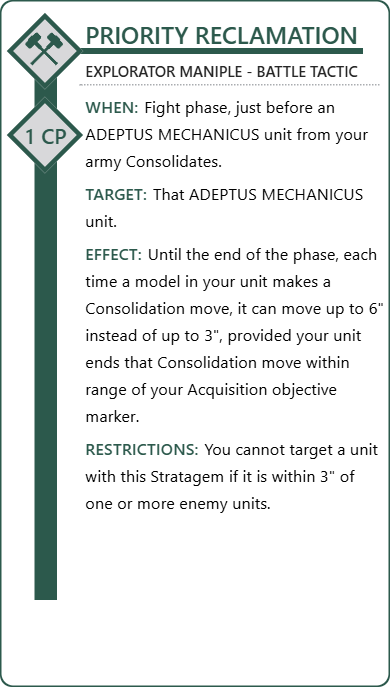 PRIORITY RECLAMATION
EXPLORATOR MANIPLE - BATTLE TACTIC
1 CP
WHEN: Fight phase, just before an
ADEPTUS MECHANICUS unit from your
army Consolidates.
TARGET: That ADEPTUS MECHANICUS
unit.
EFFECT: Until the end of the phase, each
time a model in your unit makes a
Consolidation move, it can move up to 6"
instead of up to 3", provided your unit
ends that Consolidation move within
range of your Acquisition objective
marker.
RESTRICTIONS: You cannot target a unit
with this Stratagem if it is within 3" of
one or more enemy units.